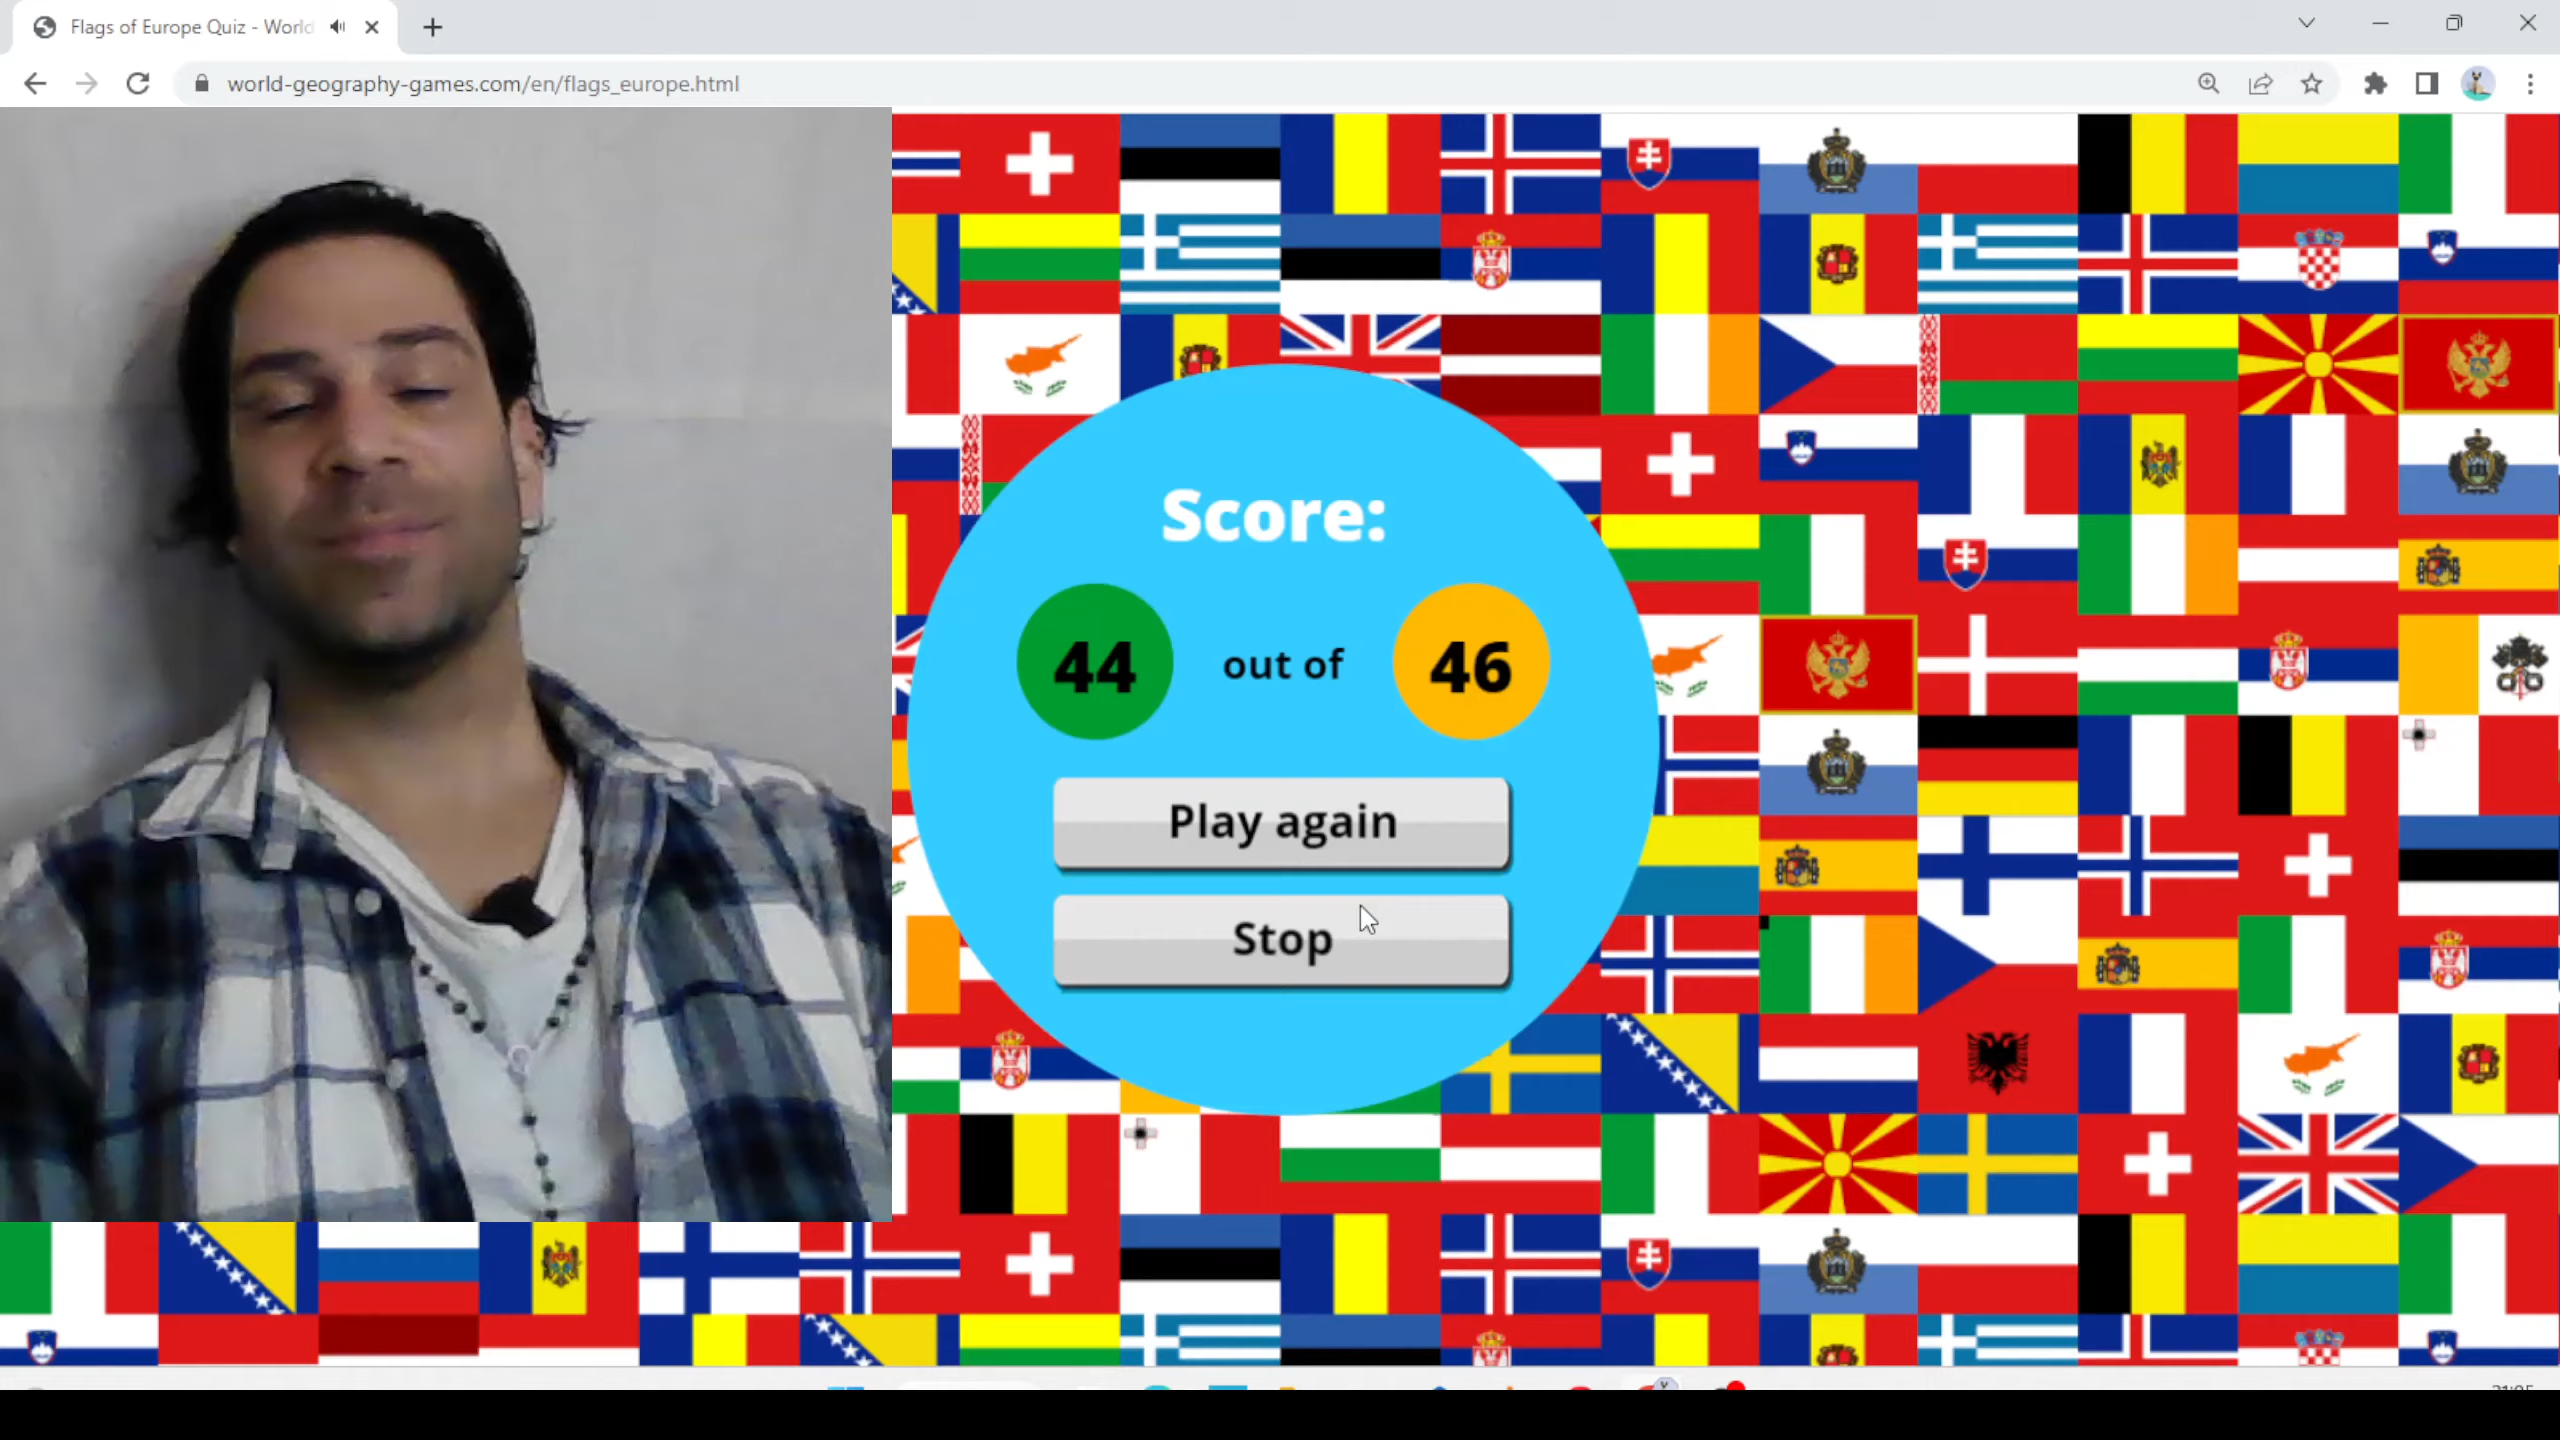 Flags of Europe Quiz - World
world-geography-games.com/en/flags_europe.html
Score:
44 out of 46
Play again
Stop